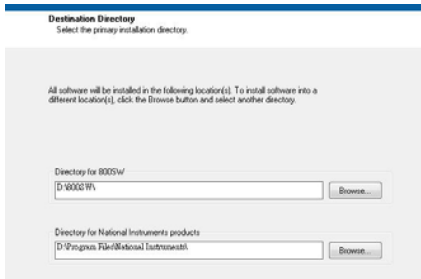 Destination Directory
Select the primary installation directory.
All software will be installed in the following location(s). To install software into a
different location(s), click the Browse button and select another directory.
Directory for 800SW
D:\800SW\
Browse...
Directory for National Instruments products
D:\Program Files\National Instruments\
Browse...